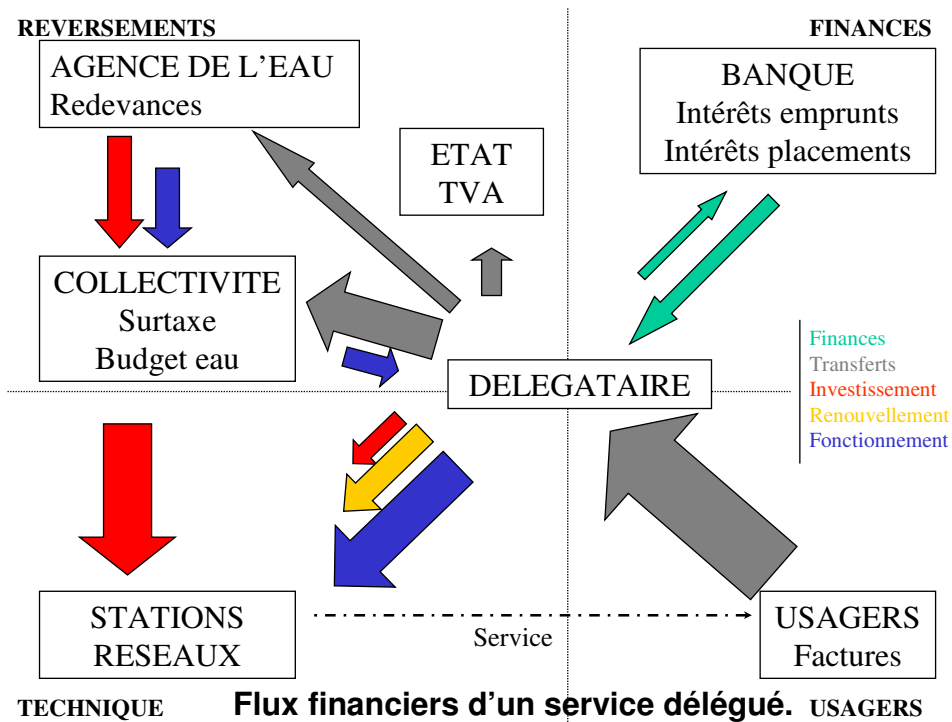 REVERSEMENTS
FINANCES
AGENCE DE L'EAU
Redevances
BANQUE
Intérêts emprunts
Intérêts placements
ETAT
TVA
COLLECTIVITE
Surtaxe
Budget eau
DELEGATAIRE
Finances
Transferts
Investissement
Renouvellement
Fonctionnement
STATIONS
RESEAUX
Service
USAGERS
Factures
TECHNIQUE
Flux financiers d'un service délégué.
USAGERS